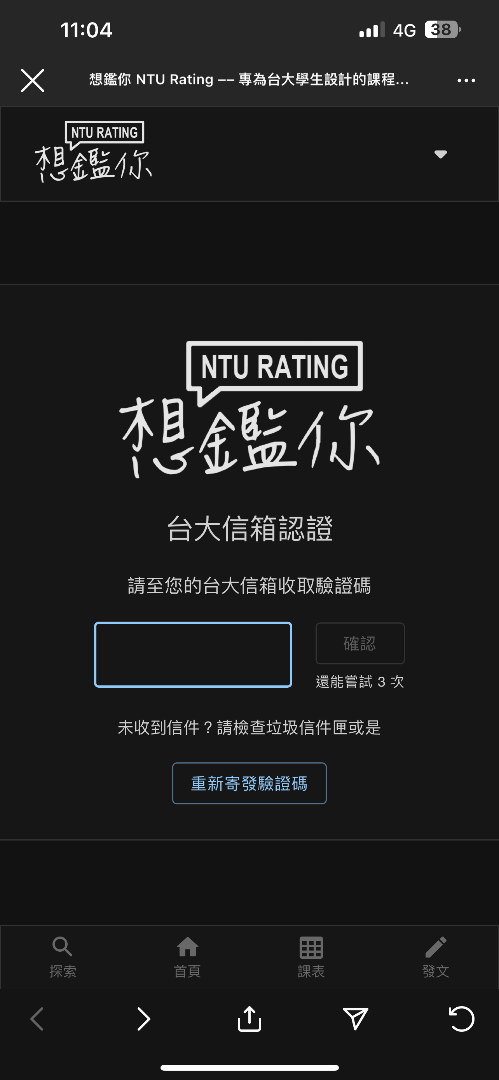 11:04
4G
38
想鑑你 NTU Rating –– 專為台大學生設計的課程...
NTU RATING
想鑑你
NTU RATING
想鑑你
台大信箱認證
請至您的台大信箱收取驗證碼
確認
還能嘗試 3 次
未收到信件？請檢查垃圾信件匣或是
重新寄發驗證碼
探索
首頁
課表
發文